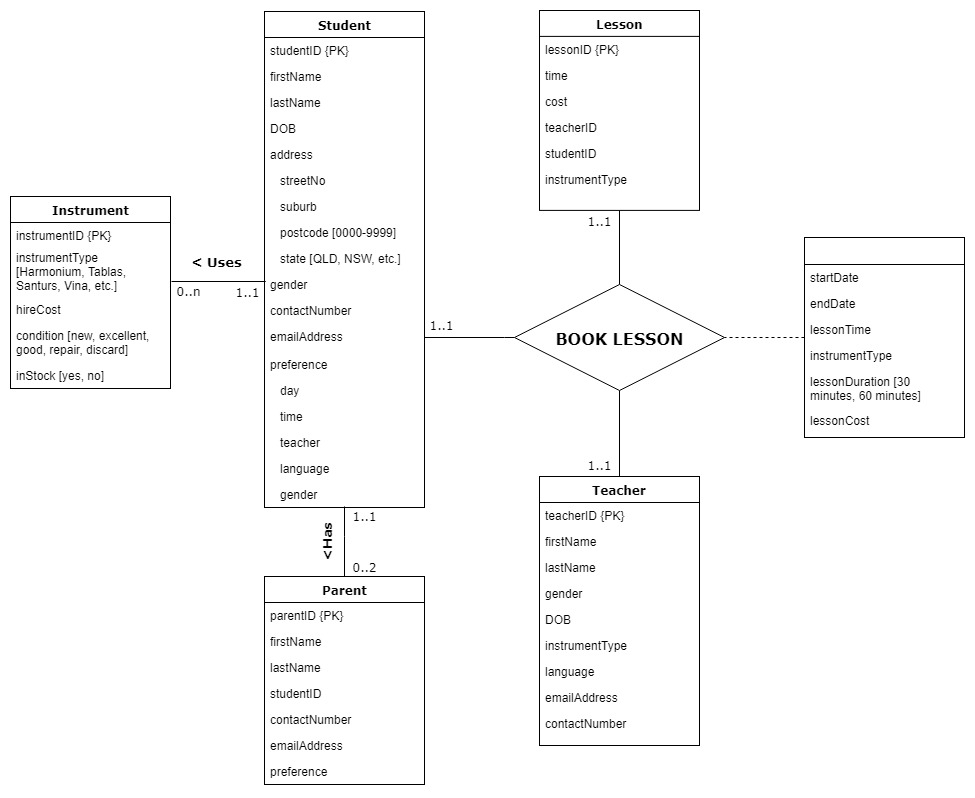 Student
studentID {PK}
firstName
lastName
DOB
address
streetNo
suburb
postcode [0000-9999]
state [QLD, NSW, etc.]
gender
contactNumber
emailAddress
preference
day
time
teacher
language
gender
Lesson
lessonID {PK}
time
cost
teacherID
studentID
instrumentType
Instrument
instrumentID {PK}
instrumentType
[Harmonium, Tablas,
Santurs, Vina, etc.]
hireCost
condition [new, excellent,
good, repair, discard]
inStock [yes, no]
< Uses
0..n
1..1
1..1
1..1
BOOK LESSON
1..1
startDate
endDate
lessonTime
instrumentType
lessonDuration [30
minutes, 60 minutes]
lessonCost
1..1
<Has
0..2
Parent
parentID {PK}
firstName
lastName
studentID
contactNumber
emailAddress
preference
Teacher
teacherID {PK}
firstName
lastName
gender
DOB
instrumentType
language
emailAddress
contactNumber